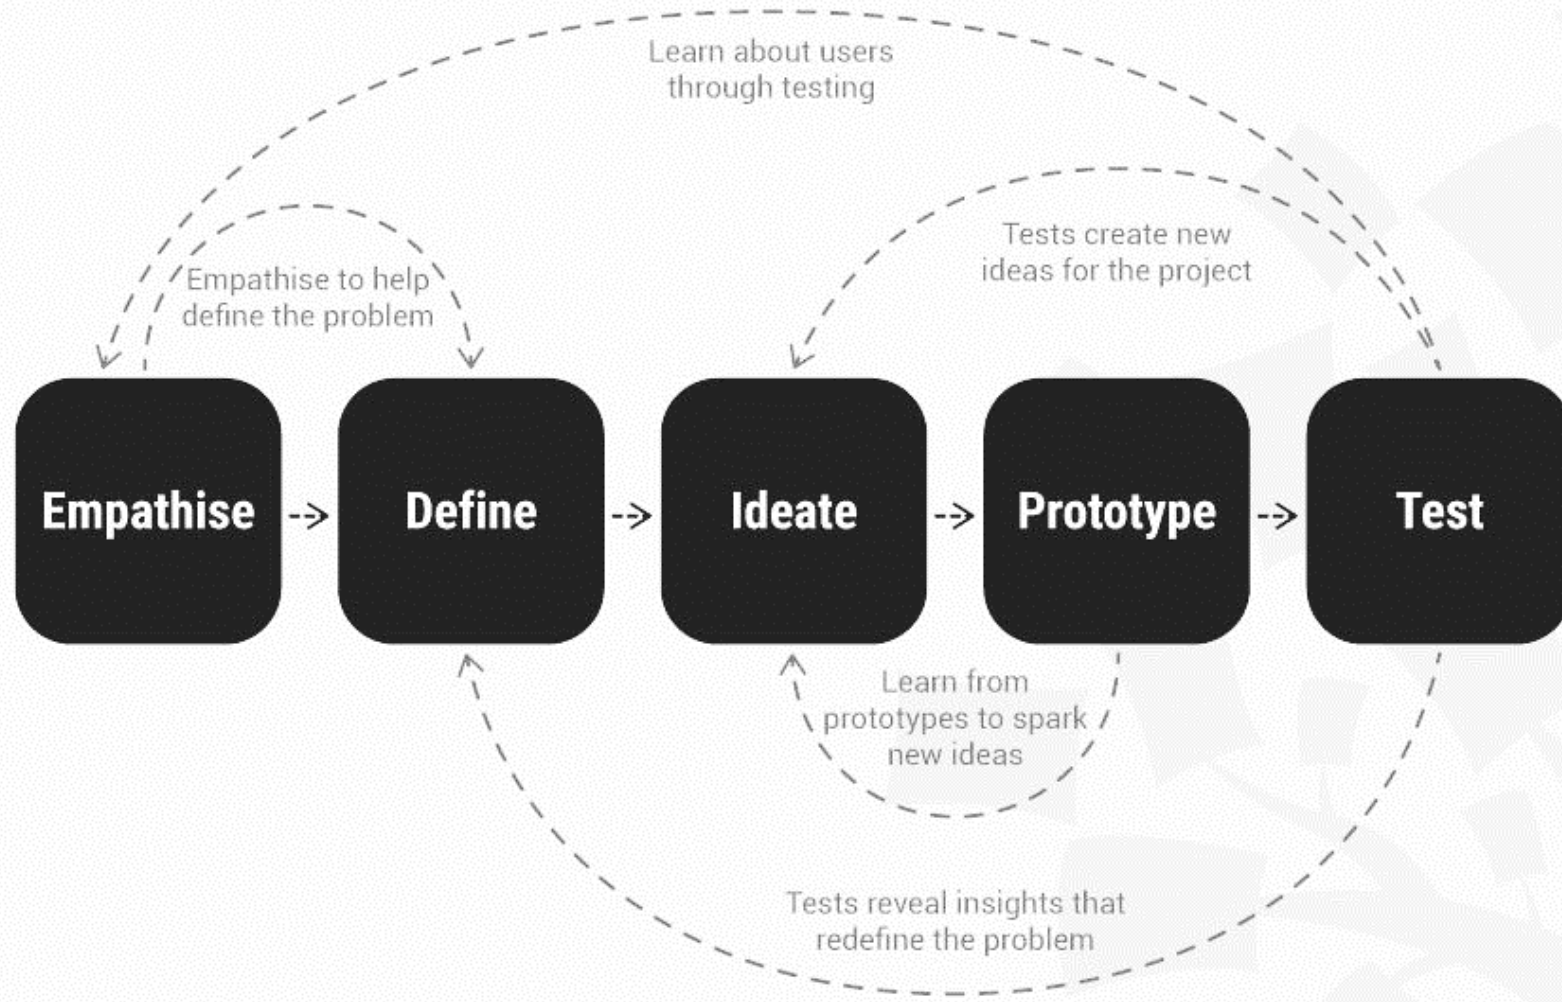 Learn about users
through testing
Tests create new
ideas for the project
Empathise to help
define the problem
Empathise
Define
Ideate
Prototype
Test
Learn from
prototypes to spark
new ideas
Tests reveal insights that
redefine the problem